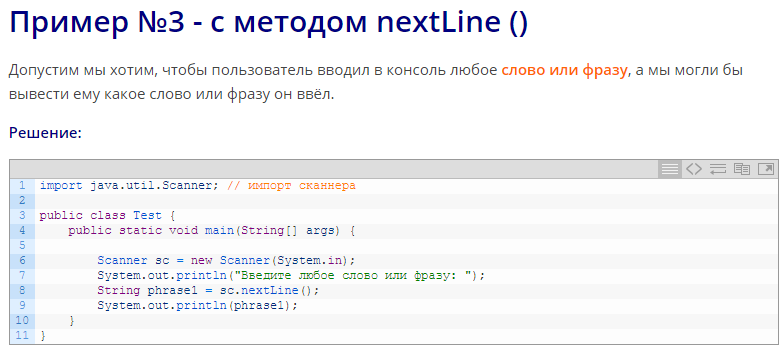 Пример №3 - с методом nextLine ()
Допустим мы хотим, чтобы пользователь вводил в консоль любое слово или фразу, а мы могли бы
вывести ему какое слово или фразу он ввёл.
Решение:
1 import java.util.Scanner; // импорт сканнера
2
3 public class Test {
4     public static void main(String[] args) {
5
6         Scanner sc = new Scanner(System.in);
7         System.out.println("Введите любое слово или фразу: ");
8         String phrase1 = sc.nextLine();
9         System.out.println(phrase1);
10     }
11 }